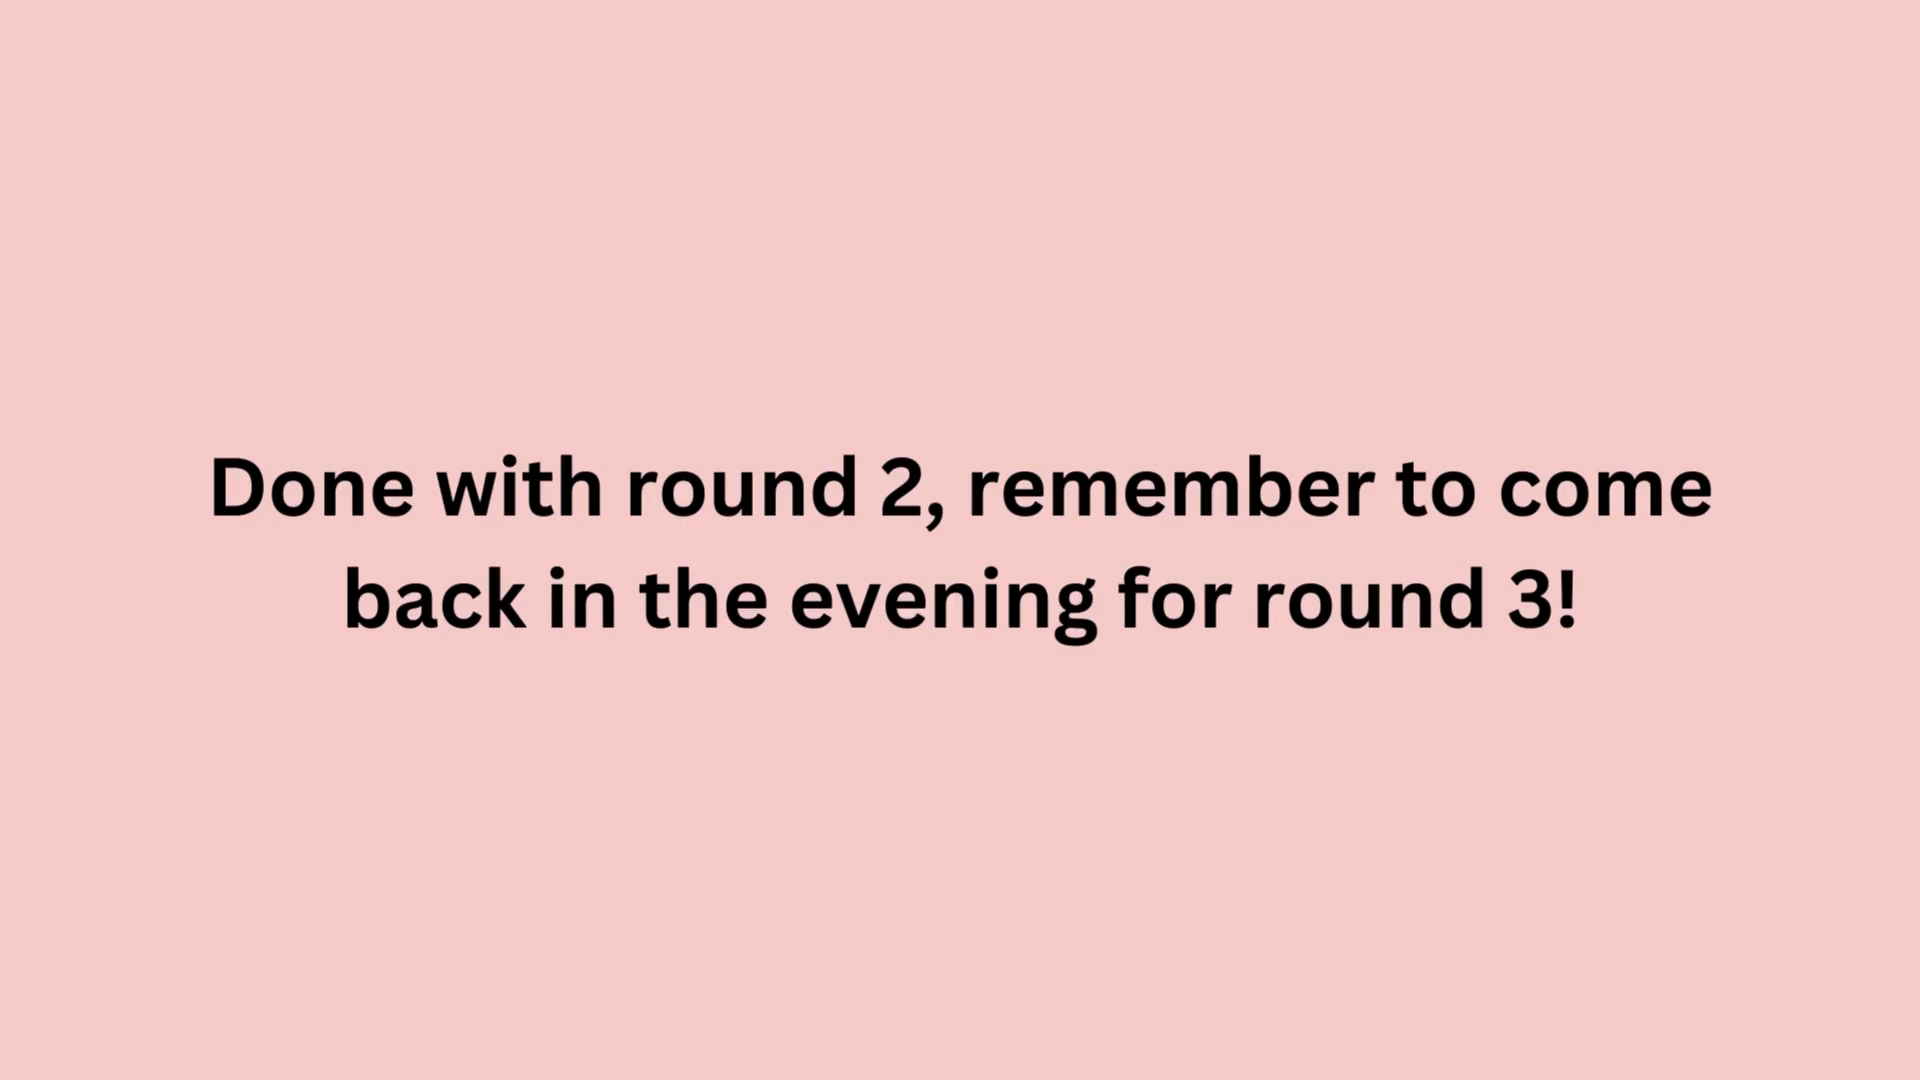 Done with round 2, remember to come
back in the evening for round 3!